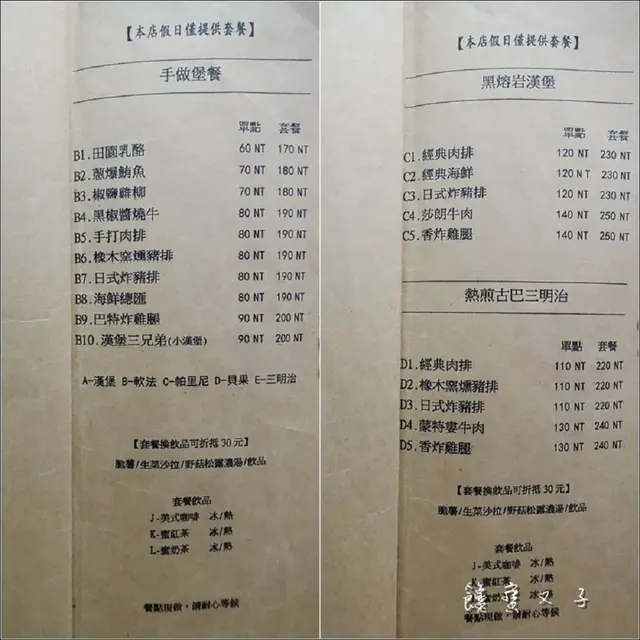 【本店假日僅提供套餐】
手做堡餐
單點 套餐
B1.田園乳酪 60 NT 170 NT
B2.蔥爆鮪魚 70 NT 180 NT
B3.椒鹽雞柳 70 NT 180 NT
B4.黑椒醬燒牛 80 NT 190 NT
B5.手打肉排 80 NT 190 NT
B6.橡木窯燻豬排 80 NT 190 NT
B7.日式炸豬排 80 NT 190 NT
B8.海鮮總匯 80 NT 190 NT
B9.巴特炸雞腿 90 NT 200 NT
B10.漢堡三兄弟(小漢堡) 90 NT 200 NT
A-漢堡 B-軟法 C-帕里尼 D-貝果 E-三明治
【套餐換飲品可折抵30元】
脆薯/生菜沙拉/野菇松露濃湯/飲品
套餐飲品
J-美式咖啡 冰/熱
K-蜜紅茶 冰/熱
L-蜜奶茶 冰/熱
餐點現做,請耐心等候
【本店假日僅提供套餐】
黑熔岩漢堡
單點 套餐
C1.經典肉排 120 NT 230 NT
C2.經典海鮮 120 NT 230 NT
C3.日式炸豬排 120 NT 230 NT
C4.莎朗牛肉 140 NT 250 NT
C5.香炸雞腿 140 NT 250 NT
熱煎古巴三明治
單點 套餐
D1.經典肉排 110 NT 220 NT
D2.橡木窯燻豬排 110 NT 220 NT
D3.日式炸豬排 110 NT 220 NT
D4.蒙特婁牛肉 130 NT 240 NT
D5.香炸雞腿 130 NT 240 NT
【套餐換飲品可折抵30元】
脆薯/生菜沙拉/野菇松露濃湯/飲品
套餐飲品
J-美式咖啡 冰/熱
K-蜜紅茶 冰/熱
蜜奶茶 冰/熱
餐點現做,請耐心等候
叉子